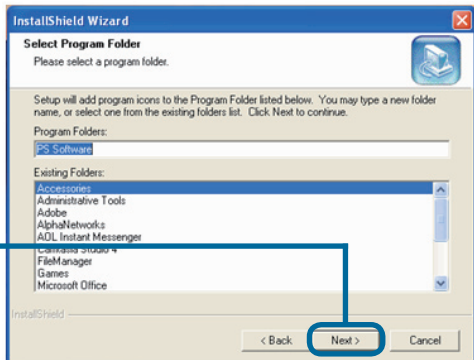 InstallShield Wizard
Select Program Folder
Please select a program folder.
Setup will add program icons to the Program Folder listed below. You may type a new folder
name, or select one from the existing folders list. Click Next to continue.
Program Folders:
PS Software
Existing Folders:
Accessories
Administrative Tools
Adobe
AlphaNetworks
AOL Instant Messenger
Camtasia Studio 4
FileManager
Games
Microsoft Office
InstallShield
< Back Next > Cancel